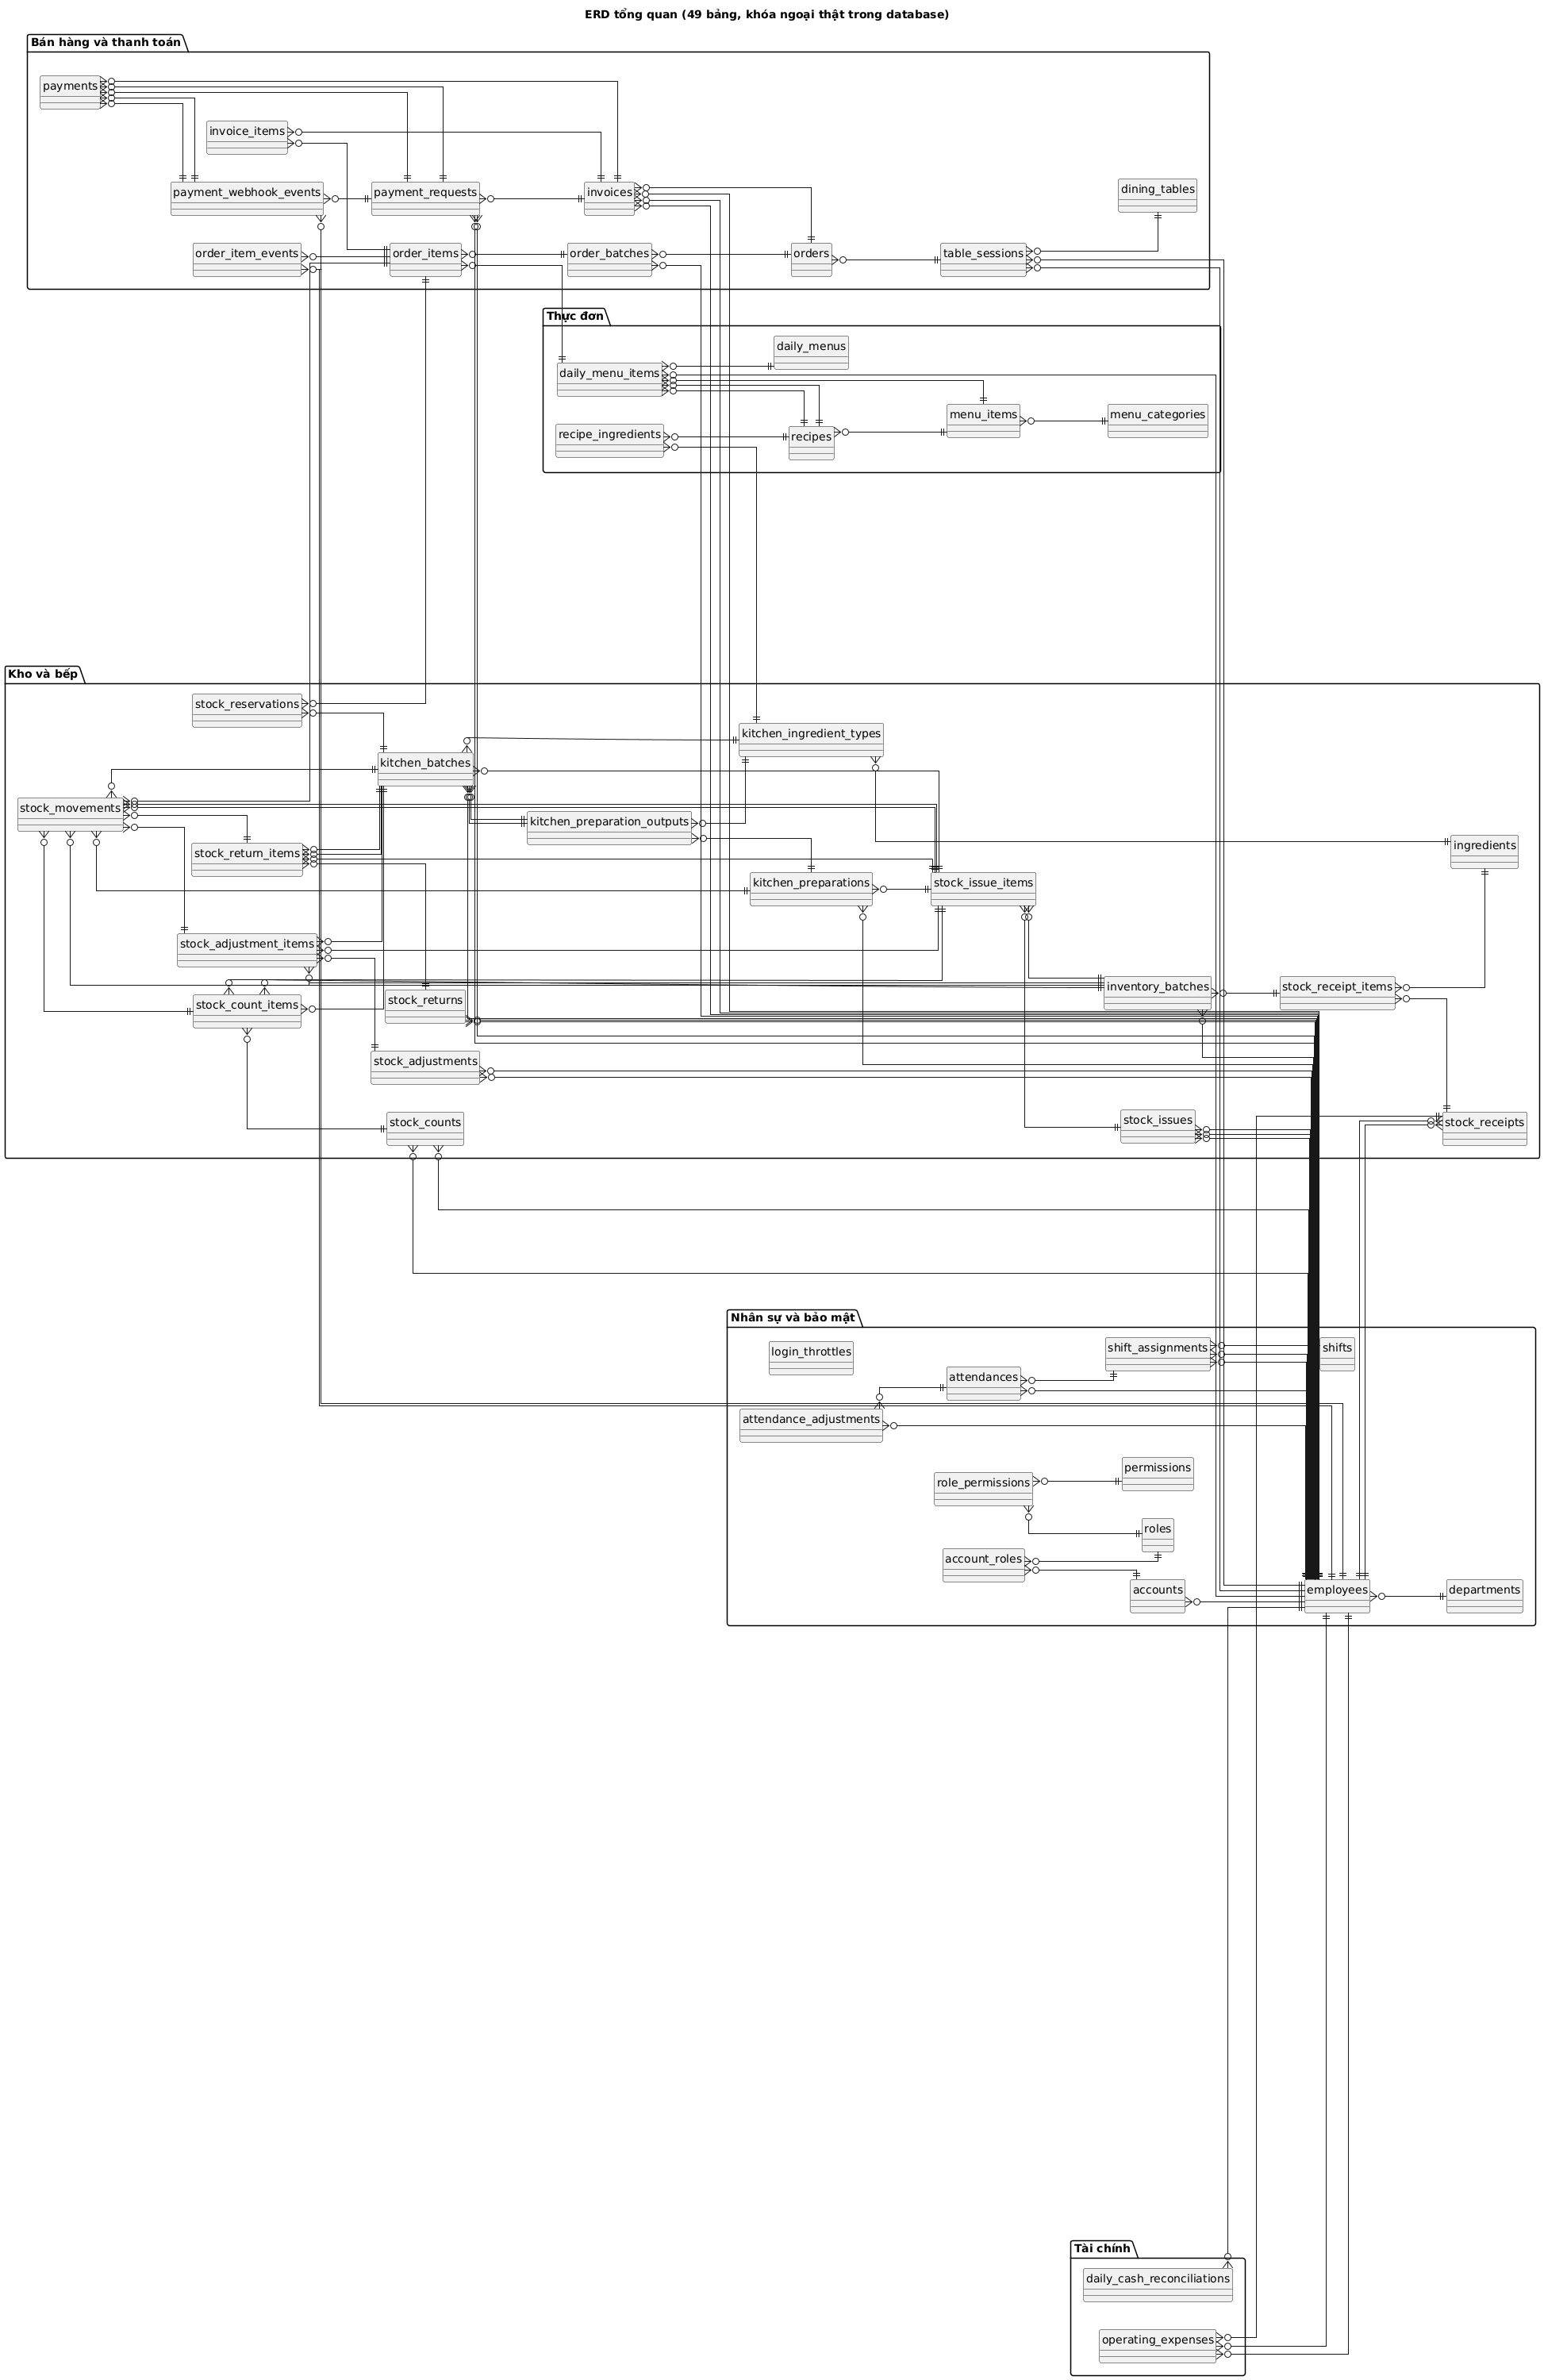 ERD tổng quan (49 bảng, khóa ngoại thật trong database)
Bán hàng và thanh toán
payments
invoice_items
payment_webhook_events
payment_requests
invoices
dining_tables
order_item_events
order_items
order_batches
orders
table_sessions
Thực đơn
daily_menus
daily_menu_items
menu_items
menu_categories
recipe_ingredients
recipes
Kho và bếp
stock_reservations
kitchen_ingredient_types
kitchen_batches
stock_movements
kitchen_preparation_outputs
stock_return_items
ingredients
kitchen_preparations
stock_issue_items
stock_adjustment_items
stock_count_items
stock_returns
inventory_batches
stock_receipt_items
stock_adjustments
stock_counts
stock_issues
stock_receipts
Nhân sự và bảo mật
login_throttles
shift_assignments
shifts
attendances
attendance_adjustments
permissions
role_permissions
roles
account_roles
accounts
employees
departments
Tài chính
daily_cash_reconciliations
operating_expenses